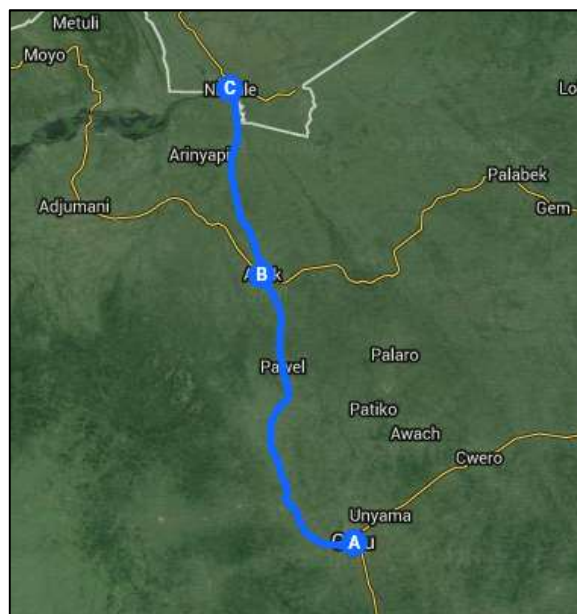 Metuli
Moyo
C
Lo
Arinyapi
Palabek
Adjumani
Gem
B
Pawel
Palaro
Patiko
Awach
Cwero
Unyama
A